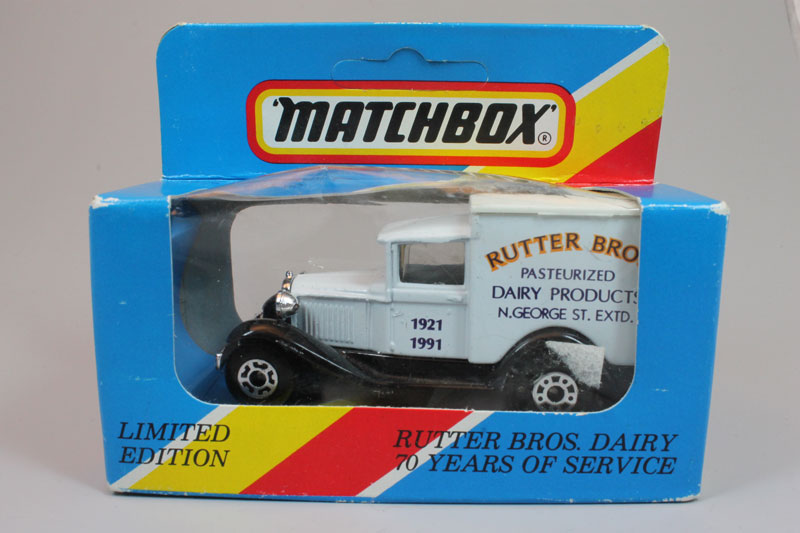 'MATCHBOX'®
RUTTER BRO
PASTEURIZED
DAIRY PRODUCTS
N.GEORGE ST. EXTD.
1921
1991
LIMITED
EDITION
RUTTER BROS. DAIRY
70 YEARS OF SERVICE